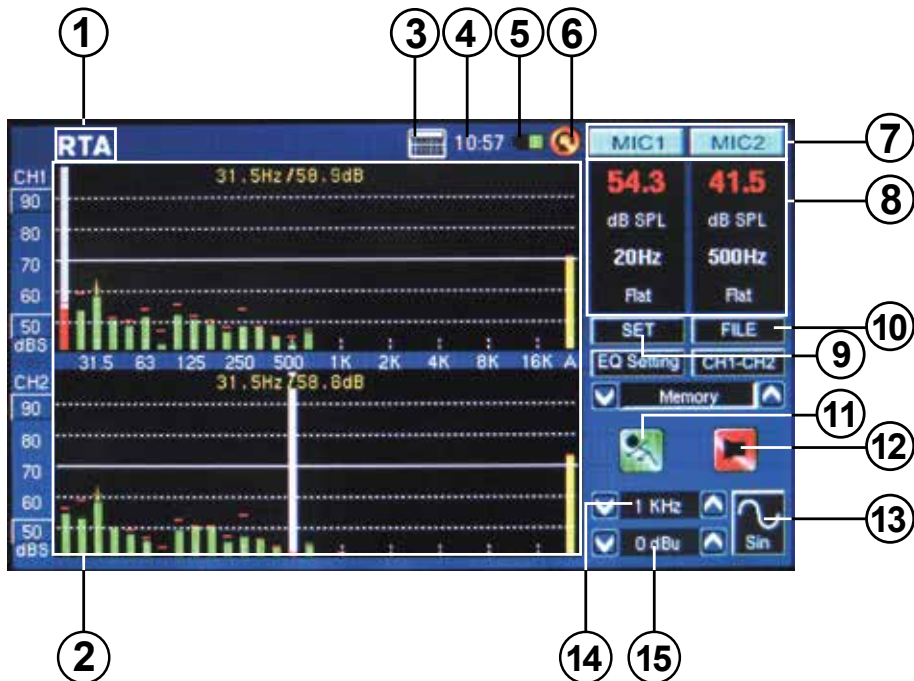 1 3 4 5 6
RTA 10:57 MIC1 MIC2 7
CH1 31.5Hz/58.9dB 54.3 41.5
90 dB SPL dB SPL 8
80 20Hz 500Hz
70 Flat Flat
60
50 SET FILE 10
dBS 9
31.5 63 125 250 500 1K 2K 4K 8K 16K A EQ Setting CH1-CH2
CH2 31.5Hz/58.8dB
90 Memory 11
80 12
70
60 1 KHz 13
50 0 dBu Sin
dBS
2 14 15